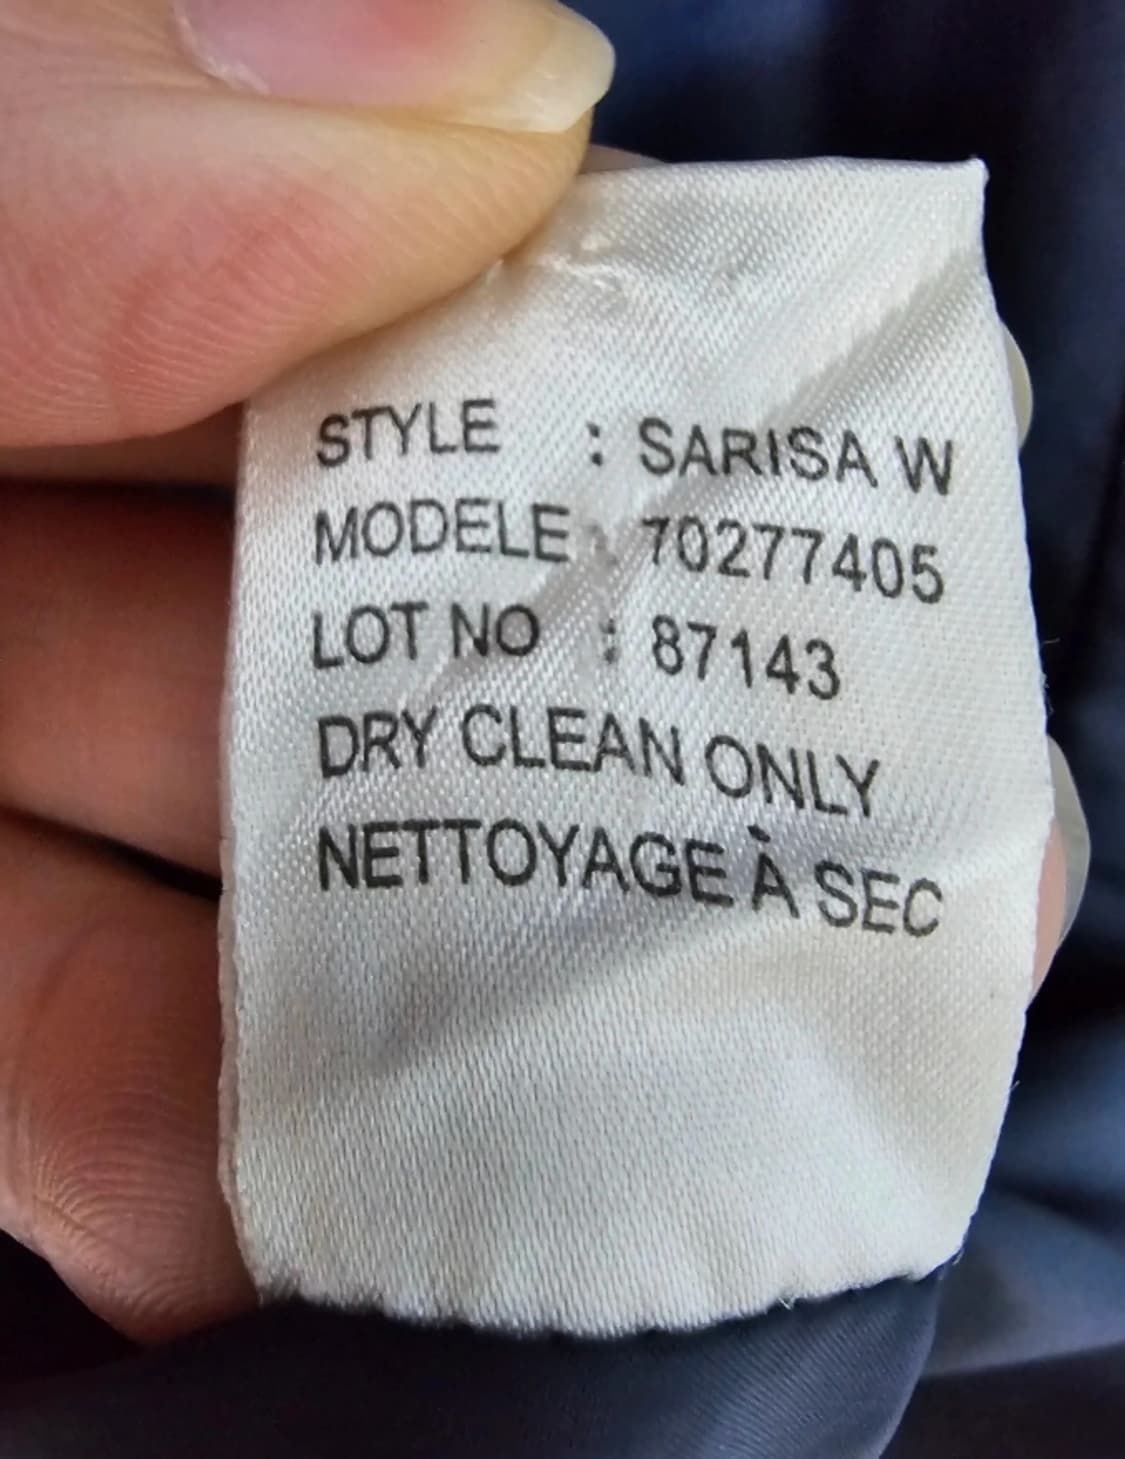 STYLE : SARISA W
MODELE : 70277405
LOT NO : 87143
DRY CLEAN ONLY
NETTOYAGE À SEC